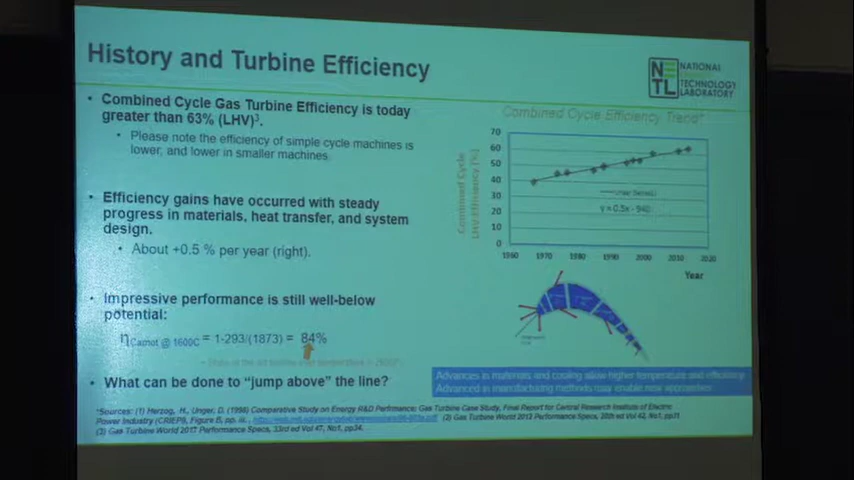 History and Turbine Efficiency
NETL
NATIONAL
TECHNOLOGY
LABORATORY
• Combined Cycle Gas Turbine Efficiency is today
greater than 63% (LHV)³.
• Please note the efficiency of simple cycle machines is
lower, and lower in smaller machines.
• Efficiency gains have occurred with steady
progress in materials, heat transfer, and system
design.
• About +0.5 % per year (right).
• Impressive performance is still well-below
potential:
ηCarnot @ 1600C = 1-293/(1873) = 84%
• What can be done to "jump above" the line?
Combined Cycle Efficiency Trend
Combined Cycle
LHV Efficiency (%)
70
60
50
40
30
20
10
0
1960 1970 1980 1990 2000 2010 2020
Year
y = 0.5x - 940
Advances in materials and cooling allow higher temperature and efficiency
Advanced in manufacturing methods may enable new approaches
Sources: (1) Herzog, H., Unger, D. (1998) Comparative Study on Energy R&D Performance: Gas Turbine Case Study, Final Report for Central Research Institute of Electric
Power Industry (CRIEPI), Figure 5, pp. iii.,
(2) Gas Turbine World 2012 Performance Specs, 28th ed Vol 42, No1, pp31
(3) Gas Turbine World 2017 Performance Specs, 33rd ed Vol 47, No1, pp34.